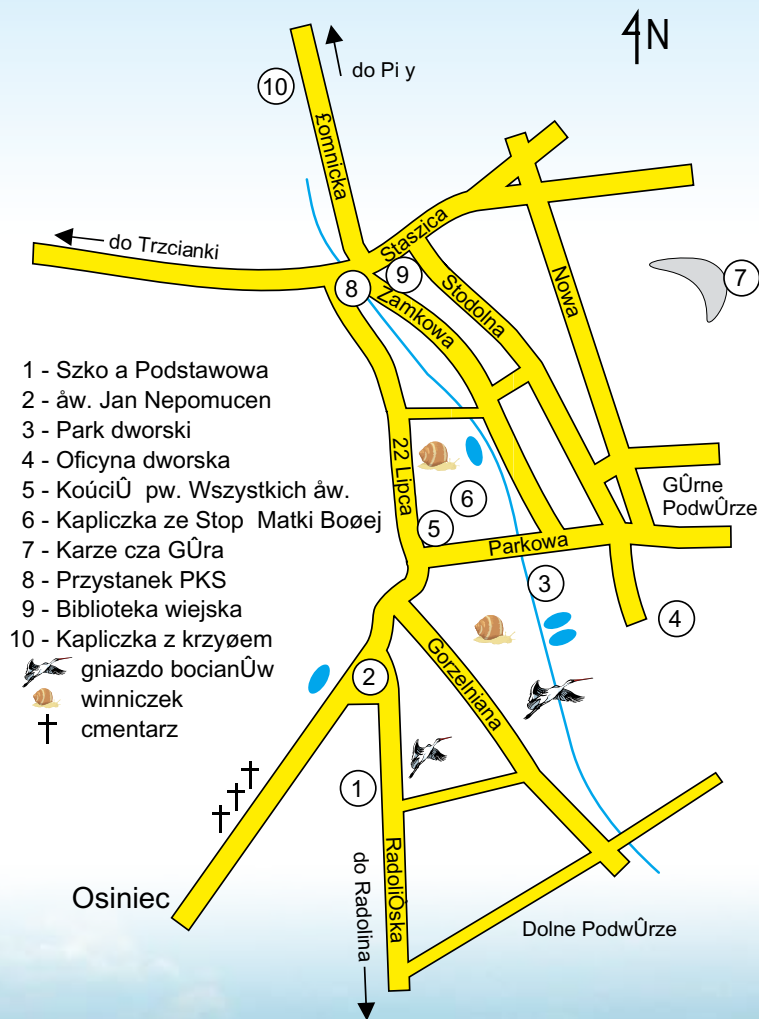 N
do Pi y
10
£omnicka
Staszica
do Trzcianki
9
8
Zamkowa
Stodolna
Nowa
7
1 - Szko a Podstawowa
2 - åw. Jan Nepomucen
3 - Park dworski
4 - Oficyna dworska
5 - KoúciÛ pw. Wszystkich åw.
6 - Kapliczka ze Stop Matki Boøej
7 - Karze cza GÛra
8 - Przystanek PKS
9 - Biblioteka wiejska
10 - Kapliczka z krzyøem
gniazdo bocianÛw
winniczek
cmentarz
22 Lipca
6
5
GÛrne
PodwÛrze
Parkowa
3
4
Gorzelniana
2
1
RadoliÒska
do Radolina
Osiniec
Dolne PodwÛrze